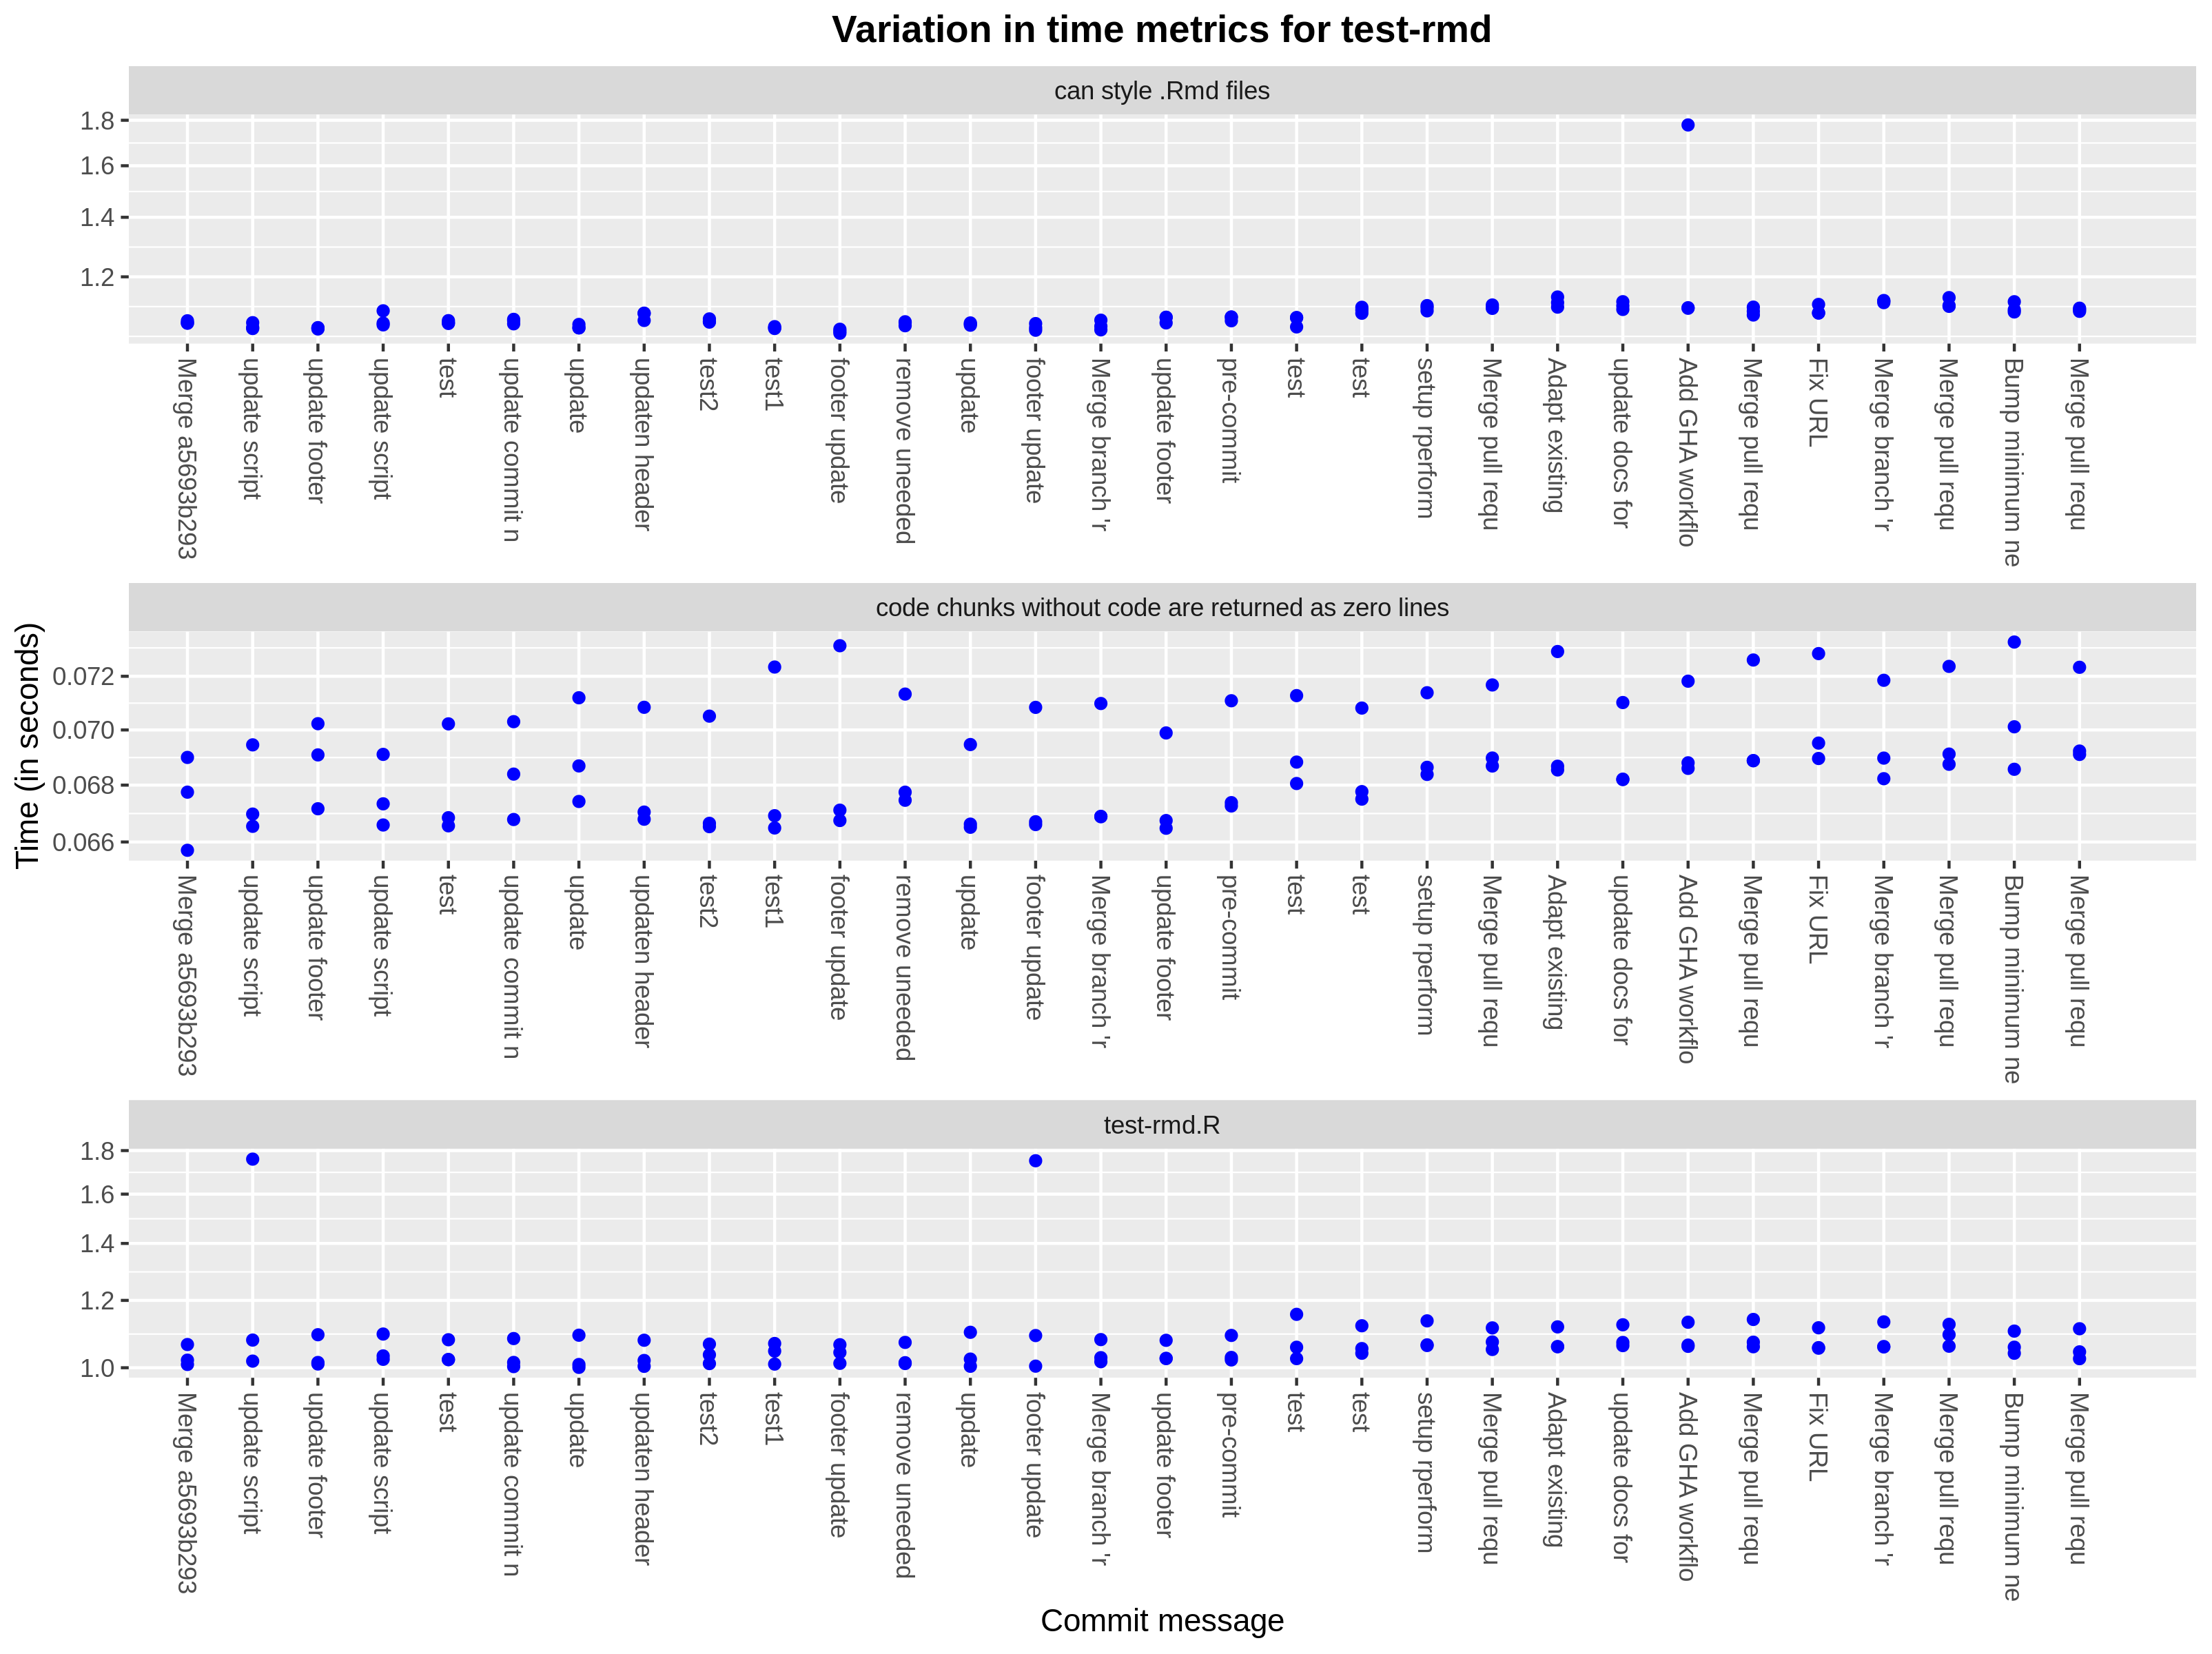 Variation in time metrics for test-rmd
can style .Rmd files
1.8
1.6
1.4
1.2
Merge a5693b293
update script
update footer
update script
test
update commit n
update
updaten header
test2
test1
footer update
remove uneeded
update
footer update
Merge branch 'r
update footer
pre-commit
test
test
setup rperform
Merge pull requ
Adapt existing
update docs for
Add GHA workflo
Merge pull requ
Fix URL
Merge branch 'r
Merge pull requ
Bump minimum ne
Merge pull requ
Time (in seconds)
code chunks without code are returned as zero lines
0.072
0.070
0.068
0.066
Merge a5693b293
update script
update footer
update script
test
update commit n
update
updaten header
test2
test1
footer update
remove uneeded
update
footer update
Merge branch 'r
update footer
pre-commit
test
test
setup rperform
Merge pull requ
Adapt existing
update docs for
Add GHA workflo
Merge pull requ
Fix URL
Merge branch 'r
Merge pull requ
Bump minimum ne
Merge pull requ
test-rmd.R
1.8
1.6
1.4
1.2
1.0
Merge a5693b293
update script
update footer
update script
test
update commit n
update
updaten header
test2
test1
footer update
remove uneeded
update
footer update
Merge branch 'r
update footer
pre-commit
test
test
setup rperform
Merge pull requ
Adapt existing
update docs for
Add GHA workflo
Merge pull requ
Fix URL
Merge branch 'r
Merge pull requ
Bump minimum ne
Merge pull requ
Commit message